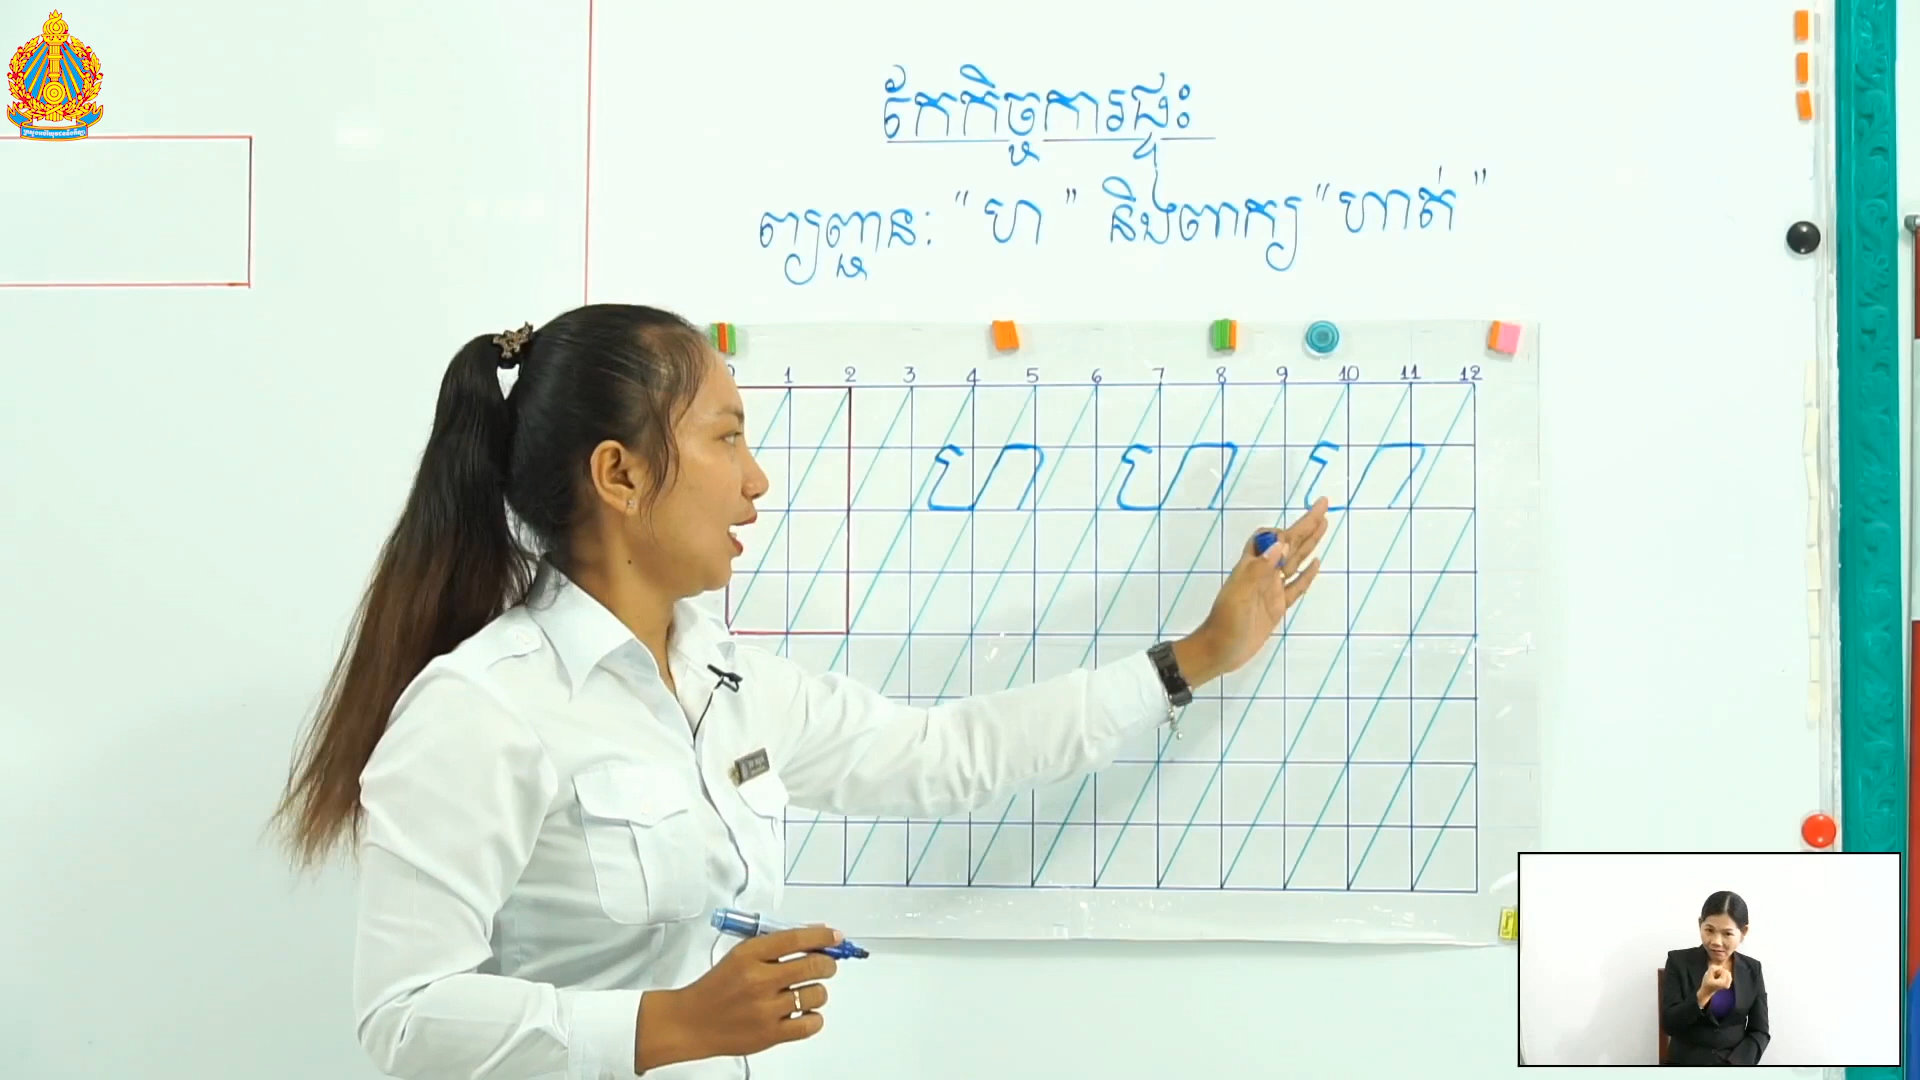 កែកិច្ចការផ្ទះ
ព្យញ្ជនៈ "ហ" និងពាក្យ "ហាត់"
1 2 3 4 5 6 7 8 9 10 11 12
ហ ហ ហ